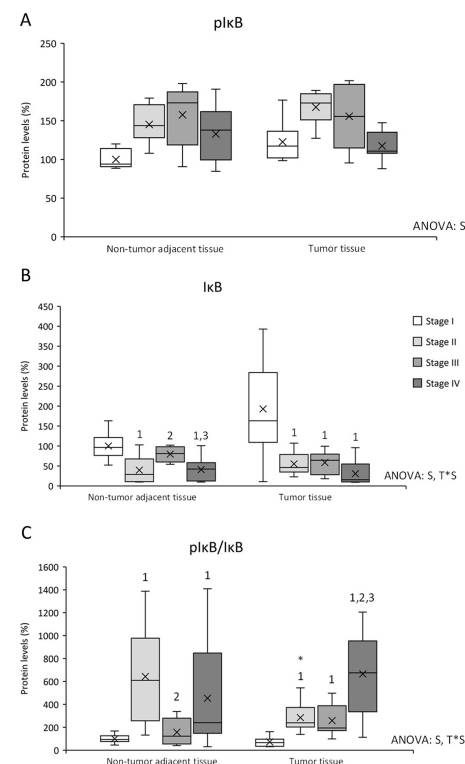 A
pIκB
250
200
150
100
50
0
Protein levels (%)
Non-tumor adjacent tissue
Tumor tissue
ANOVA: S
B
IκB
450
400
350
300
250
200
150
100
50
0
Protein levels (%)
1
2
1,3
1
1
1
Non-tumor adjacent tissue
Tumor tissue
Stage I
Stage II
Stage III
Stage IV
ANOVA: S, T*S
C
pIκB/IκB
1600
1400
1200
1000
800
600
400
200
0
Protein levels (%)
1
2
1
*
1
1
1,2,3
Non-tumor adjacent tissue
Tumor tissue
ANOVA: S, T*S